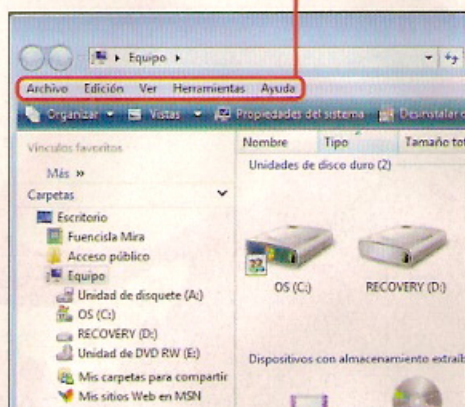 Equipo
Archivo Edición Ver Herramientas Ayuda
Organizar Vistas Propiedades del sistema Desinstalar
Vínculos favoritos
Más »
Carpetas
Escritorio
Fuencisla Mira
Acceso público
Equipo
Unidad de disquete (A:)
OS (C:)
RECOVERY (D:)
Unidad de DVD RW (E:)
Mis carpetas para compartir
Mis sitios Web en MSN
Nombre Tipo Tamaño tot
Unidades de disco duro (2)
OS (C:) RECOVERY (D:)
Dispositivos con almacenamiento extraíb